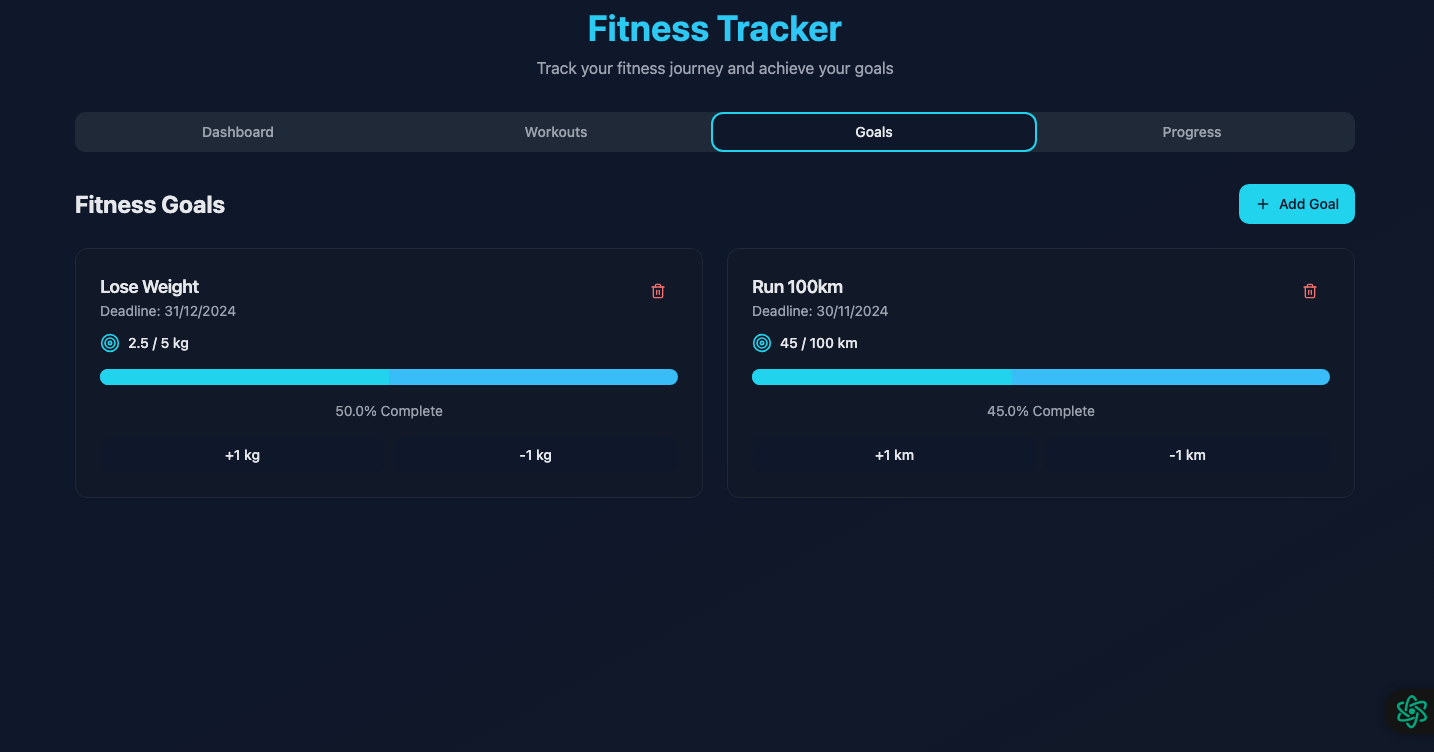 Fitness Tracker
Track your fitness journey and achieve your goals
Dashboard Workouts Goals Progress
Fitness Goals
+ Add Goal
Lose Weight
Deadline: 31/12/2024
2.5 / 5 kg
50.0% Complete
+1 kg -1 kg
Run 100km
Deadline: 30/11/2024
45 / 100 km
45.0% Complete
+1 km -1 km